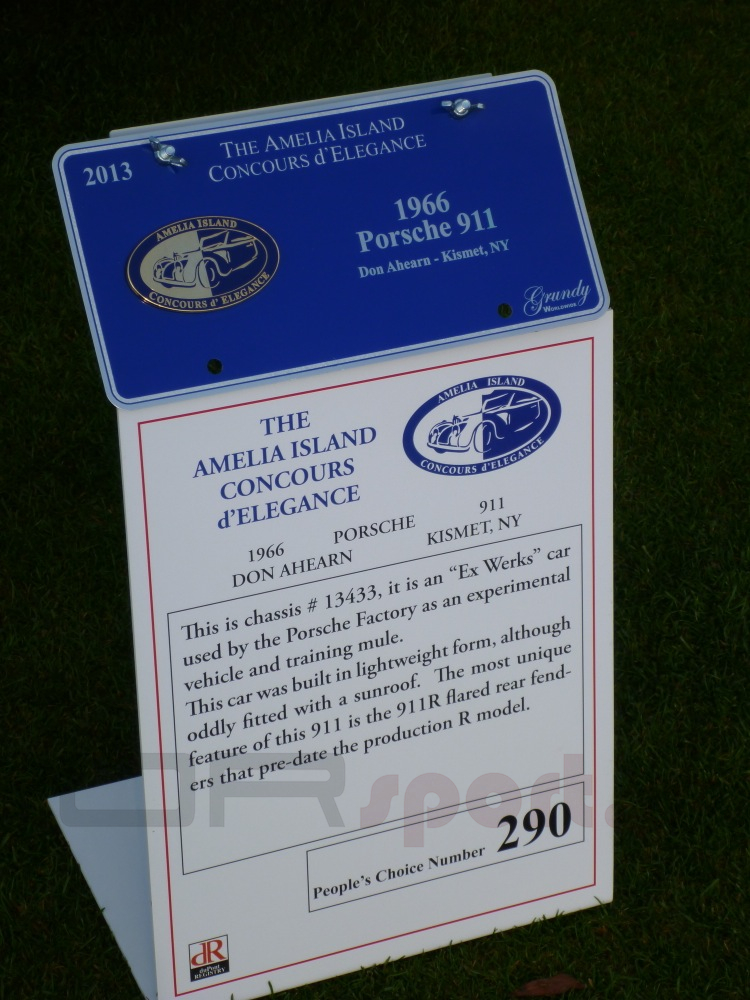 2013
THE AMELIA ISLAND
CONCOURS d'ELEGANCE
AMELIA ISLAND
CONCOURS d' ELEGANCE
1966
Porsche 911
Don Ahearn - Kismet, NY
Grundy
WORLDWIDE
THE
AMELIA ISLAND
CONCOURS
d'ELEGANCE
AMELIA ISLAND
CONCOURS d'ELEGANCE
1966 PORSCHE 911
DON AHEARN KISMET, NY
This is chassis # 13433, it is an “Ex Werks” car
used by the Porsche Factory as an experimental
vehicle and training mule.
This car was built in lightweight form, although
oddly fitted with a sunroof. The most unique
feature of this 911 is the 911R flared rear fend-
ers that pre-date the production R model.
People's Choice Number 290
dR
duPont
REGISTRY